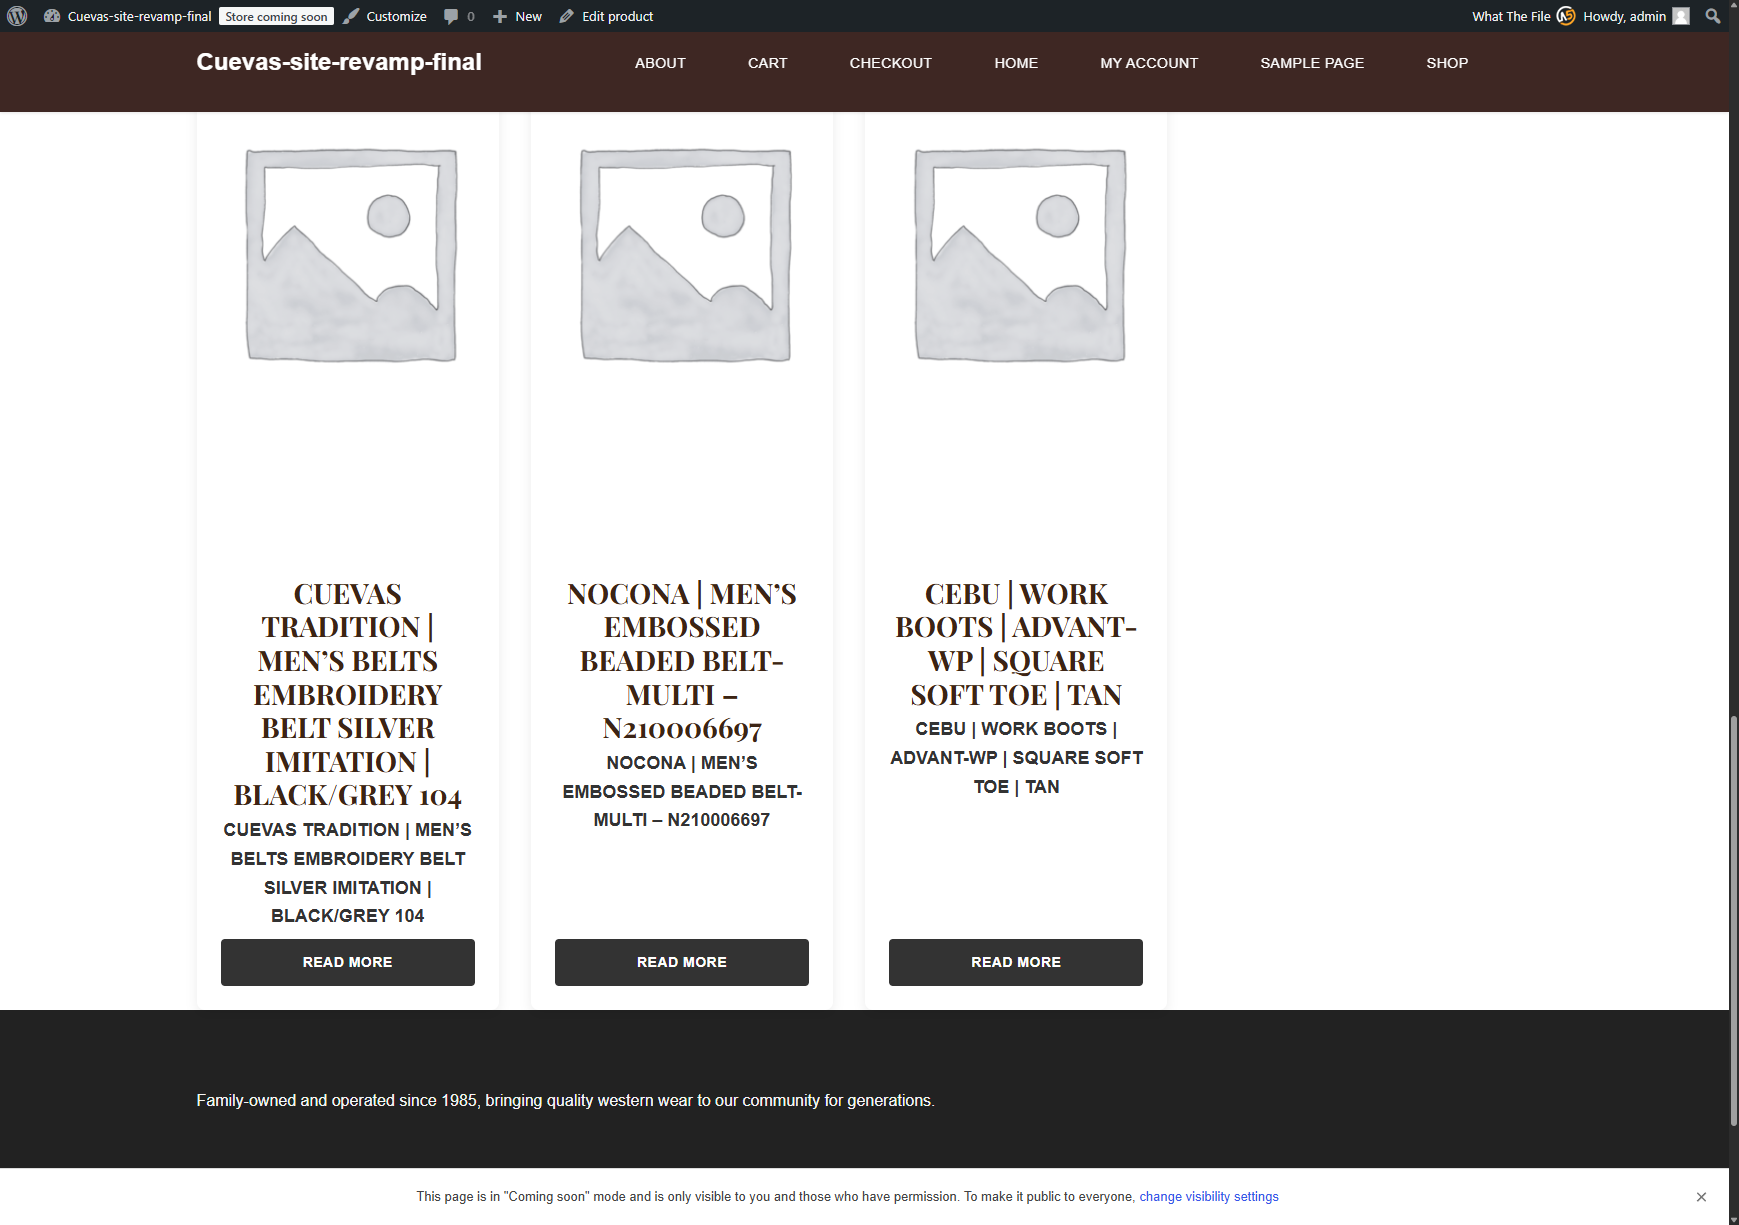 Cuevas-site-revamp-final Store coming soon Customize 0 New Edit product What The File Howdy, admin
Cuevas-site-revamp-final ABOUT CART CHECKOUT HOME MY ACCOUNT SAMPLE PAGE SHOP
CUEVAS
TRADITION |
MEN’S BELTS
EMBROIDERY
BELT SILVER
IMITATION |
BLACK/GREY 104
CUEVAS TRADITION | MEN’S
BELTS EMBROIDERY BELT
SILVER IMITATION |
BLACK/GREY 104
READ MORE
NOCONA | MEN’S
EMBOSSED
BEADED BELT-
MULTI –
N210006697
NOCONA | MEN’S
EMBOSSED BEADED BELT-
MULTI – N210006697
READ MORE
CEBU | WORK
BOOTS | ADVANT-
WP | SQUARE
SOFT TOE | TAN
CEBU | WORK BOOTS |
ADVANT-WP | SQUARE SOFT
TOE | TAN
READ MORE
Family-owned and operated since 1985, bringing quality western wear to our community for generations.
This page is in "Coming soon" mode and is only visible to you and those who have permission. To make it public to everyone, change visibility settings